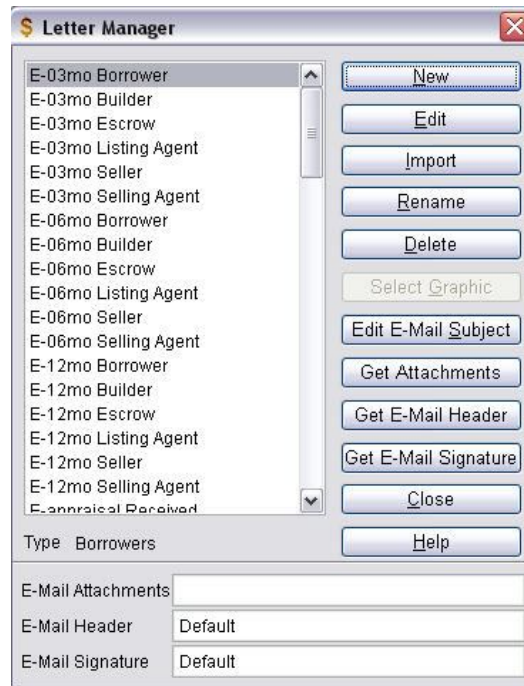 $ Letter Manager
E-03mo Borrower
E-03mo Builder
E-03mo Escrow
E-03mo Listing Agent
E-03mo Seller
E-03mo Selling Agent
E-06mo Borrower
E-06mo Builder
E-06mo Escrow
E-06mo Listing Agent
E-06mo Seller
E-06mo Selling Agent
E-12mo Borrower
E-12mo Builder
E-12mo Escrow
E-12mo Listing Agent
E-12mo Seller
E-12mo Selling Agent
E-appraisal Received
New
Edit
Import
Rename
Delete
Select Graphic
Edit E-Mail Subject
Get Attachments
Get E-Mail Header
Get E-Mail Signature
Close
Help
Type Borrowers
E-Mail Attachments
E-Mail Header Default
E-Mail Signature Default